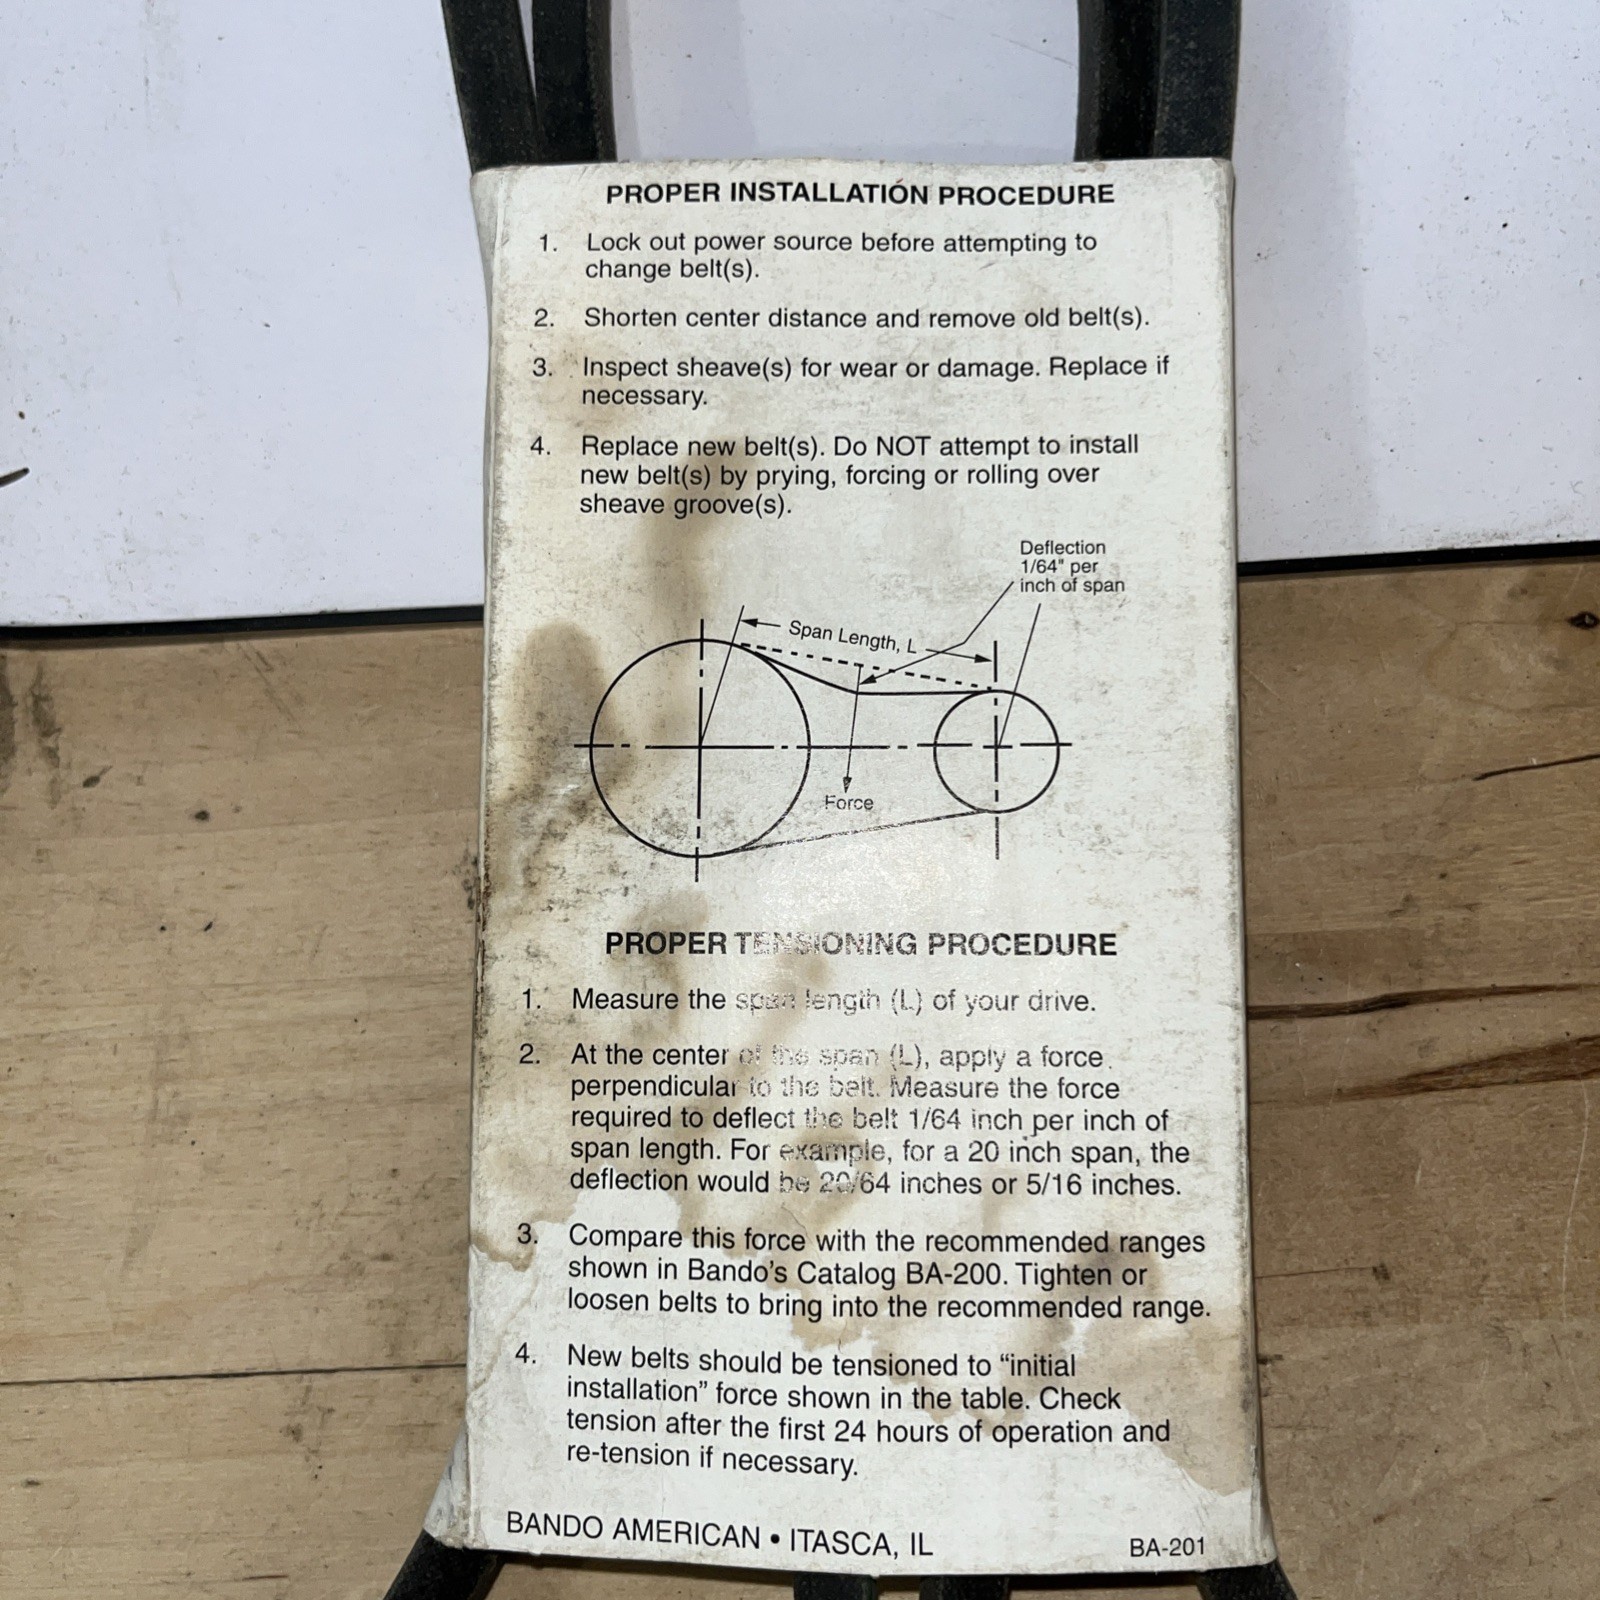 PROPER INSTALLATION PROCEDURE
1. Lock out power source before attempting to
change belt(s).
2. Shorten center distance and remove old belt(s).
3. Inspect sheave(s) for wear or damage. Replace if
necessary.
4. Replace new belt(s). Do NOT attempt to install
new belt(s) by prying, forcing or rolling over
sheave groove(s).
Deflection
1/64" per
inch of span
Span Length, L
Force
PROPER TENSIONING PROCEDURE
1. Measure the span length (L) of your drive.
2. At the center of the span (L), apply a force
perpendicular to the belt. Measure the force
required to deflect the belt 1/64 inch per inch of
span length. For example, for a 20 inch span, the
deflection would be 20/64 inches or 5/16 inches.
3. Compare this force with the recommended ranges
shown in Bando's Catalog BA-200. Tighten or
loosen belts to bring into the recommended range.
4. New belts should be tensioned to “initial
installation” force shown in the table. Check
tension after the first 24 hours of operation and
re-tension if necessary.
BANDO AMERICAN • ITASCA, IL
BA-201